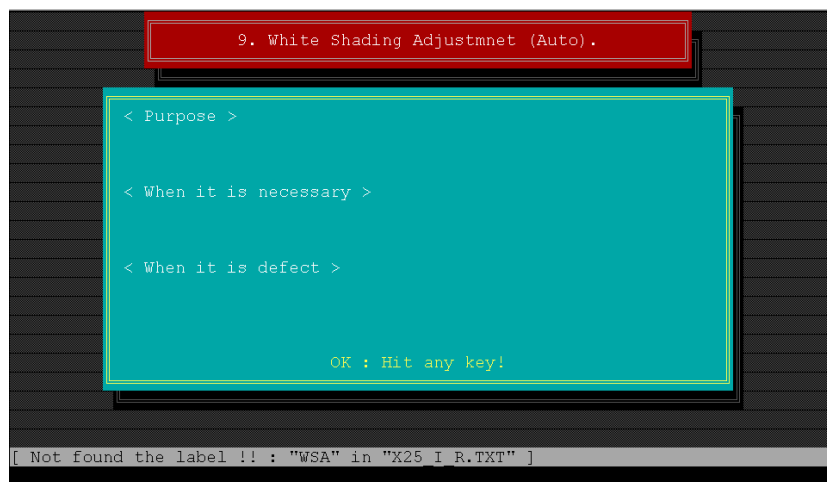 9. White Shading Adjustmnet (Auto).
< Purpose >
< When it is necessary >
< When it is defect >
OK : Hit any key!
[ Not found the label !! : "WSA" in "X25_I_R.TXT" ]